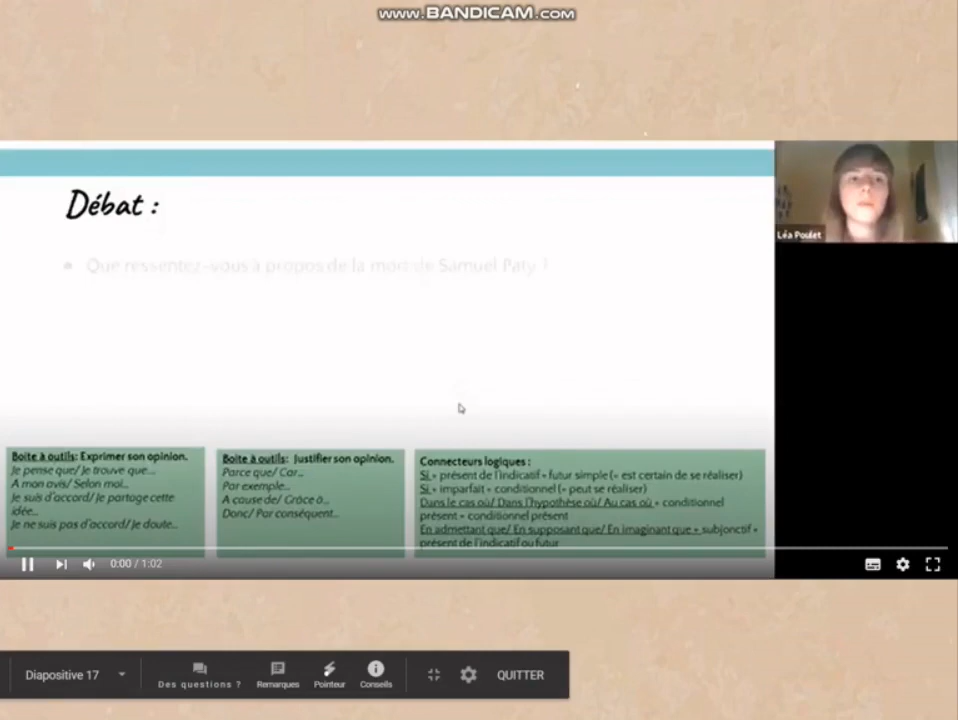 www.BANDICAM.com
Débat :
Que ressentez-vous à propos de la mort de Samuel Paty ?
Léa Poulet
Boite à outils: Exprimer son opinion.
Je pense que/ Je trouve que...
A mon avis/ Selon moi...
Je suis d'accord/ Je partage cette
idée...
Je ne suis pas d'accord/ Je doute...
Boite à outils: Justifier son opinion.
Parce que/ Car...
Par exemple...
A cause de/ Grâce à...
Donc/ Par conséquent...
Connecteurs logiques :
Si + présent de l'indicatif + futur simple (= est certain de se réaliser)
Si + imparfait + conditionnel (= peut se réaliser)
Dans le cas où/ Dans l'hypothèse où/ Au cas où + conditionnel
présent + conditionnel présent
En admettant que/ En supposant que/ En imaginant que + subjonctif +
présent de l'indicatif ou futur
0:00 / 1:02
Diapositive 17
Des questions ?
Remarques
Pointeur
Conseils
QUITTER